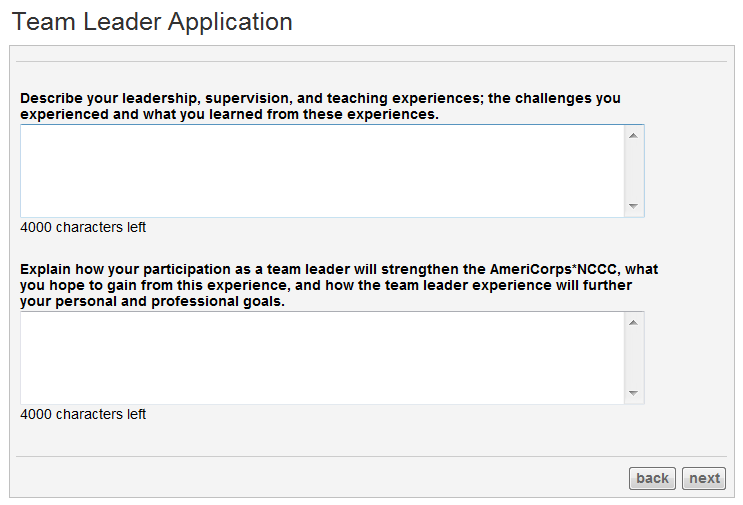 Team Leader Application
Describe your leadership, supervision, and teaching experiences; the challenges you
experienced and what you learned from these experiences.
4000 characters left
Explain how your participation as a team leader will strengthen the AmeriCorps*NCCC, what
you hope to gain from this experience, and how the team leader experience will further
your personal and professional goals.
4000 characters left
back next